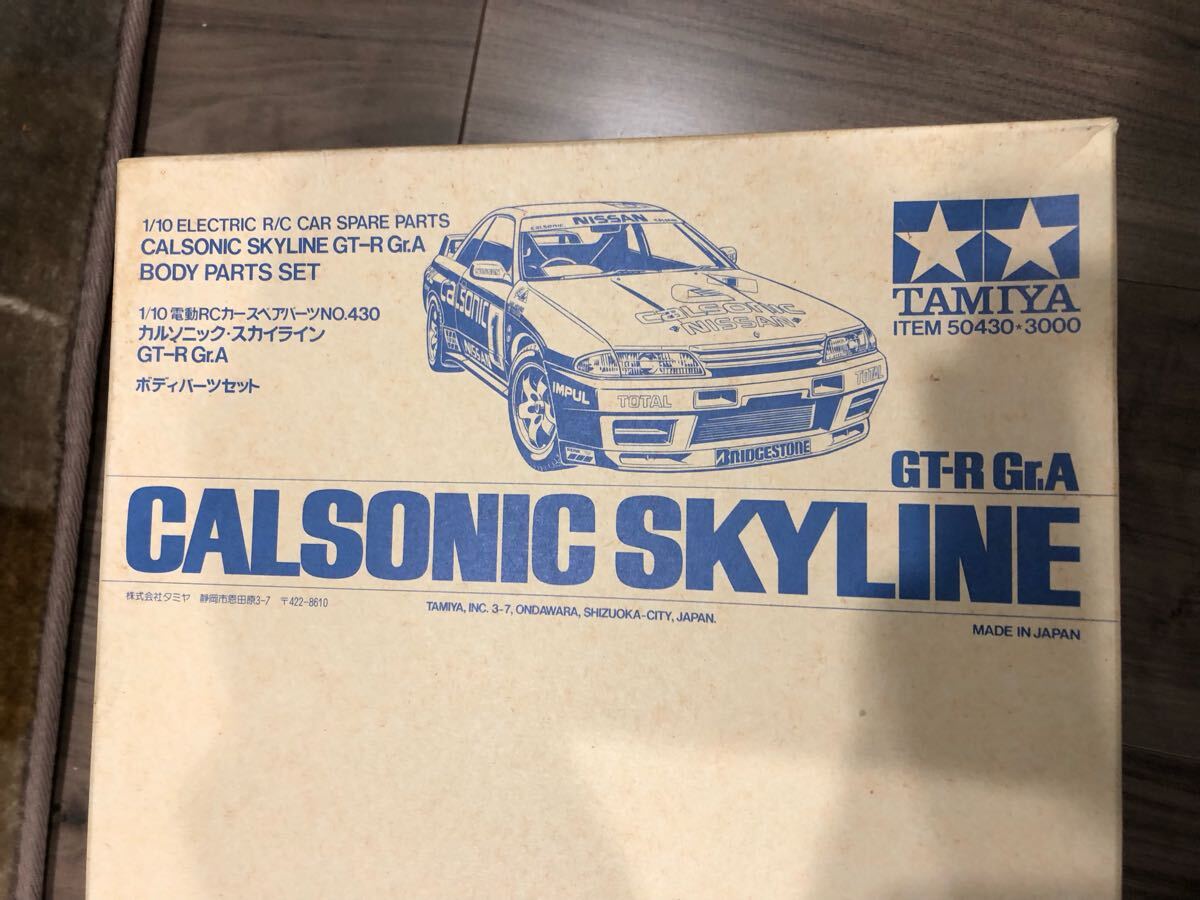 1/10 ELECTRIC R/C CAR SPARE PARTS
CALSONIC SKYLINE GT-R Gr.A
BODY PARTS SET
1/10 電動RCカースペアパーツNO.430
カルソニック・スカイライン
GT-R Gr.A
ボディパーツセット
NISSAN
CALSONIC
calsonic
1
NISSAN
CALSONIC
NISSAN
IMPUL
TOTAL
TOTAL
BRIDGESTONE
TAMIYA
ITEM 50430★3000
GT-R Gr.A
CALSONIC SKYLINE
株式会社タミヤ 静岡市恩田原3-7 〒422-8610
TAMIYA, INC. 3-7, ONDAWARA, SHIZUOKA-CITY, JAPAN.
MADE IN JAPAN